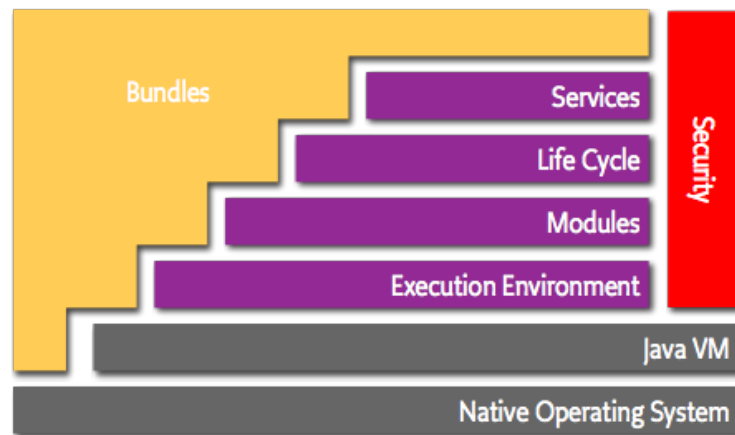 Bundles
Services
Life Cycle
Modules
Execution Environment
Java VM
Native Operating System
Security